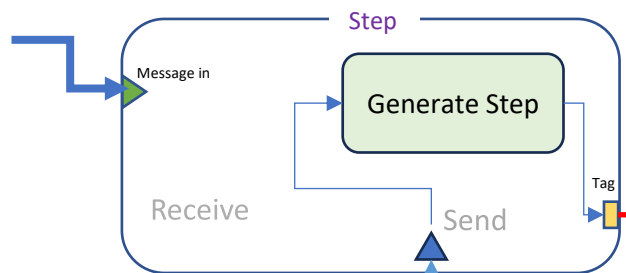 Step
Message in
Generate Step
Tag
Receive
Send